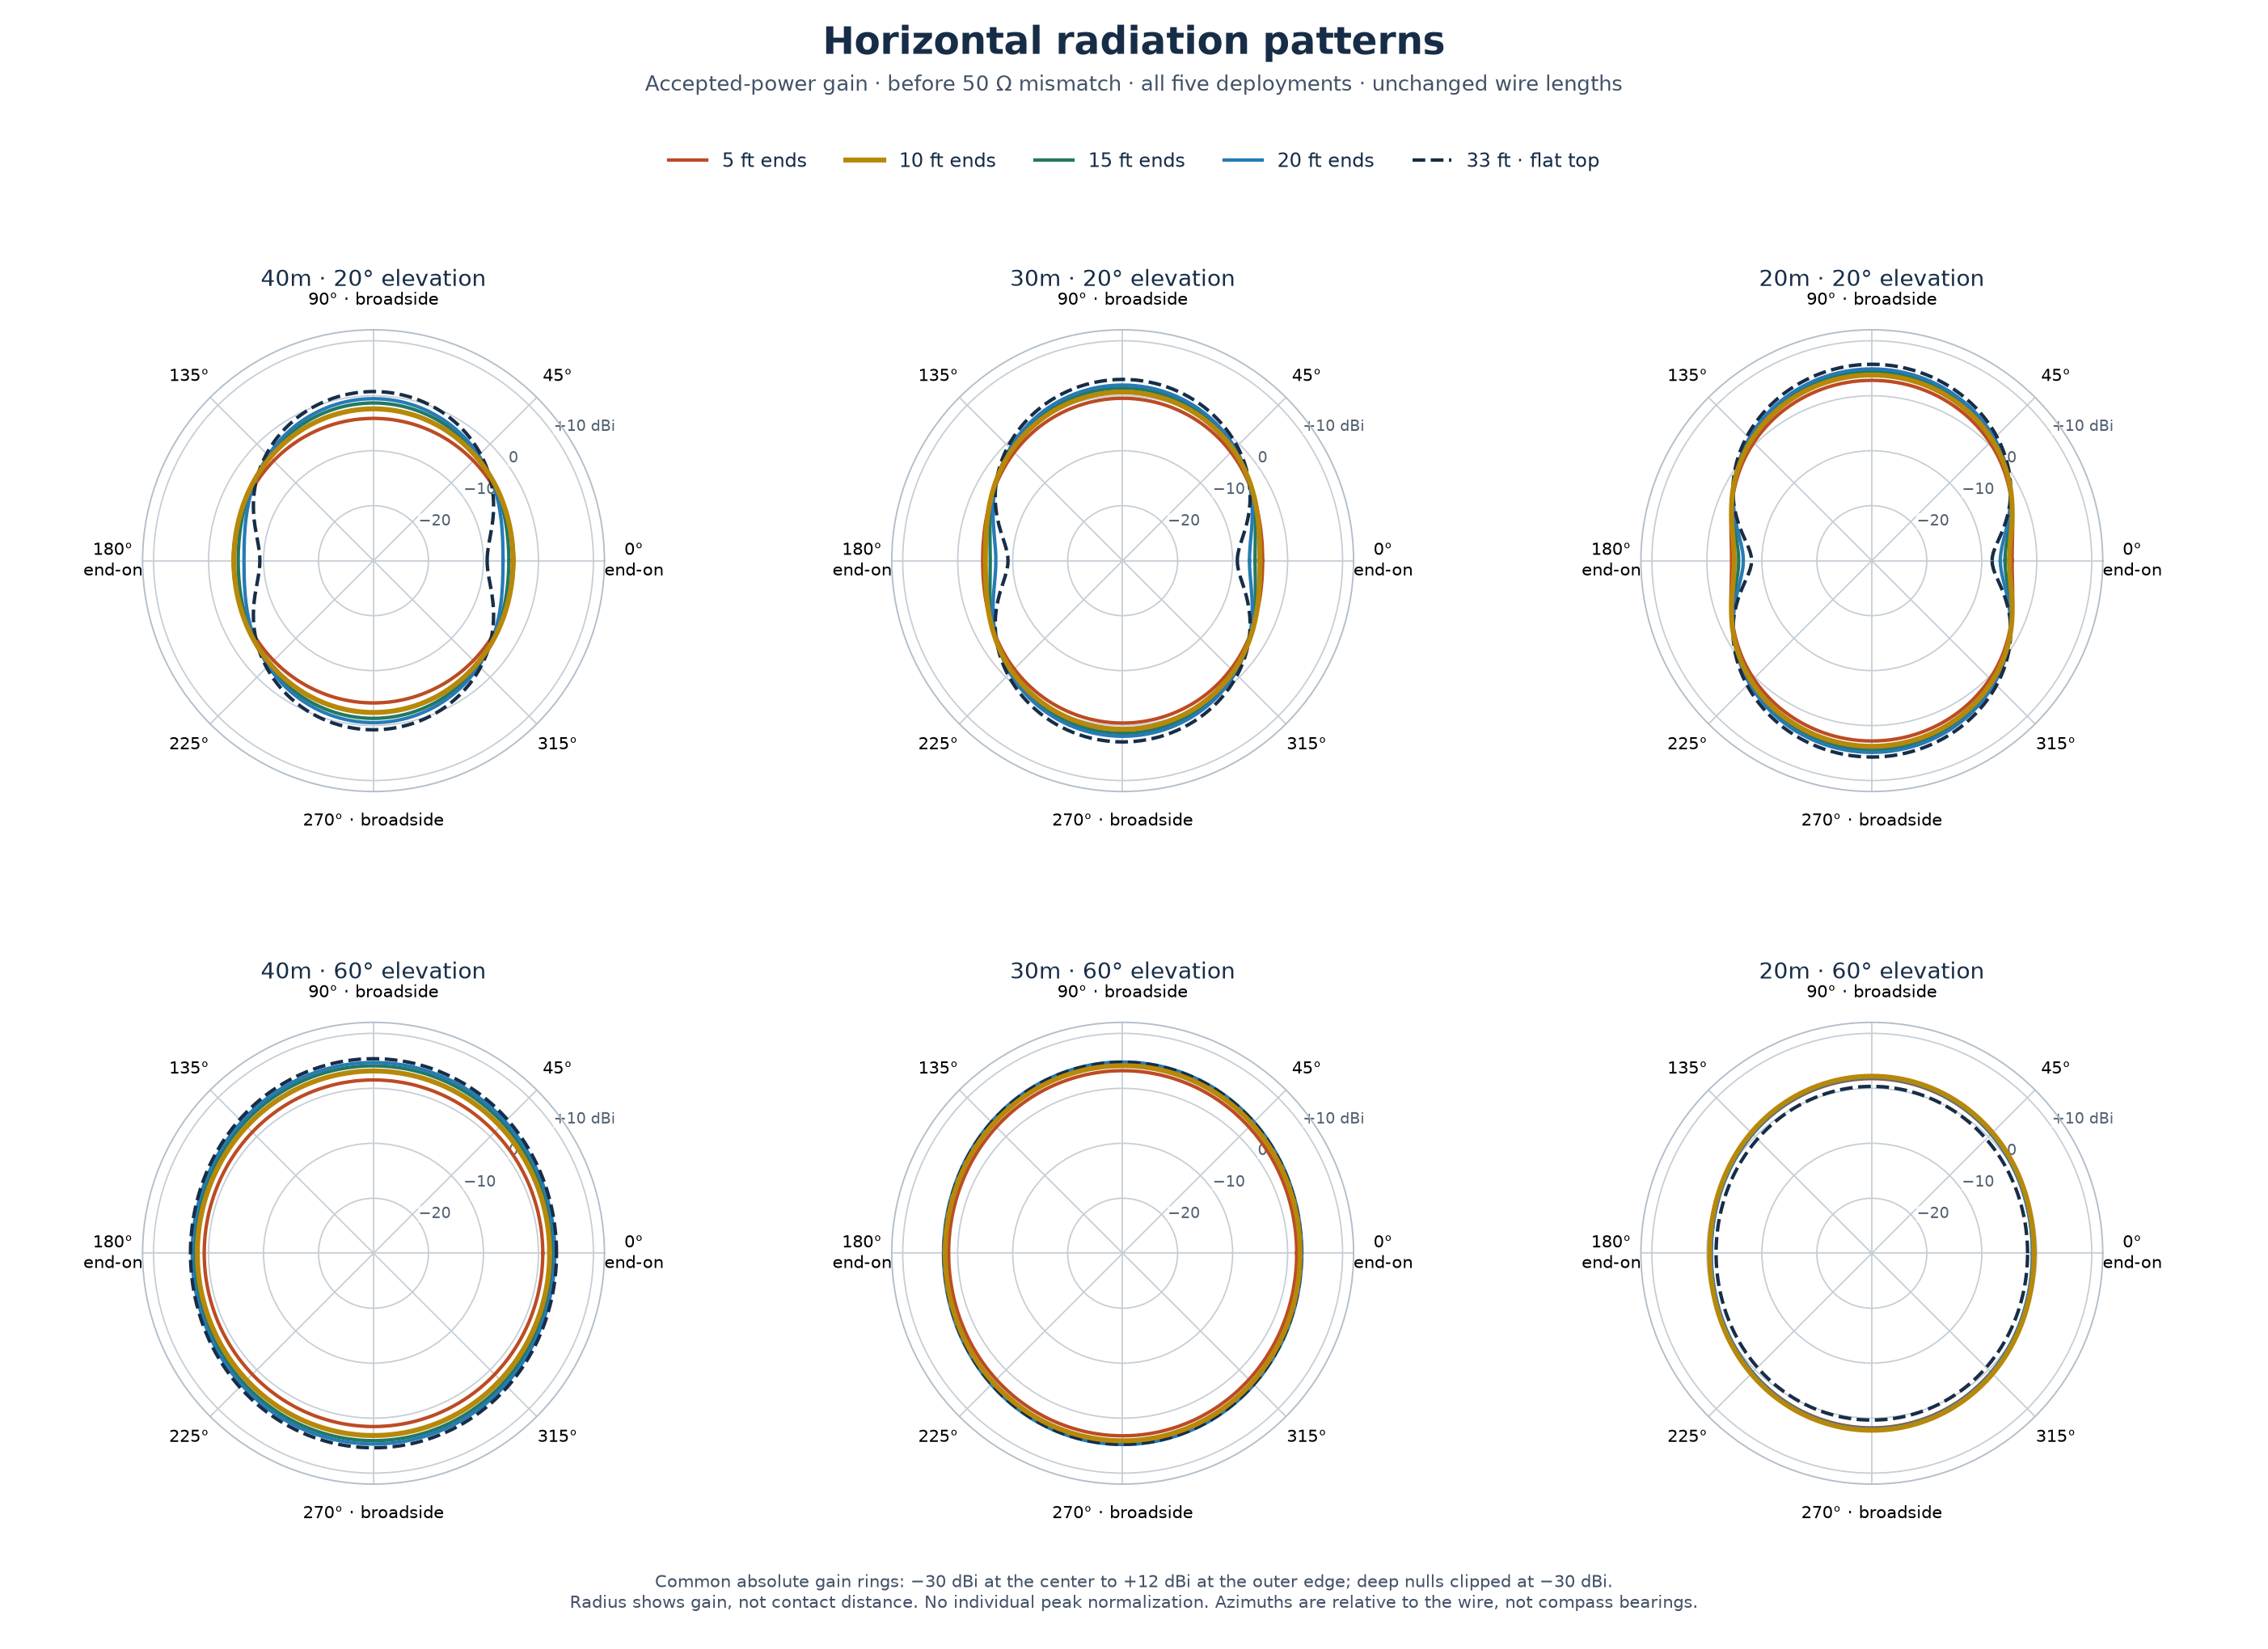 Horizontal radiation patterns
Accepted-power gain · before 50 Ω mismatch · all five deployments · unchanged wire lengths
5 ft ends
10 ft ends
15 ft ends
20 ft ends
33 ft · flat top
40m · 20° elevation
90° · broadside
135°
45°
+10 dBi
0
−10
−20
180°
end-on
0°
end-on
225°
315°
270° · broadside
30m · 20° elevation
90° · broadside
135°
45°
+10 dBi
0
−10
−20
180°
end-on
0°
end-on
225°
315°
270° · broadside
20m · 20° elevation
90° · broadside
135°
45°
+10 dBi
0
−10
−20
180°
end-on
0°
end-on
225°
315°
270° · broadside
40m · 60° elevation
90° · broadside
135°
45°
+10 dBi
0
−10
−20
180°
end-on
0°
end-on
225°
315°
270° · broadside
30m · 60° elevation
90° · broadside
135°
45°
+10 dBi
0
−10
−20
180°
end-on
0°
end-on
225°
315°
270° · broadside
20m · 60° elevation
90° · broadside
135°
45°
+10 dBi
0
−10
−20
180°
end-on
0°
end-on
225°
315°
270° · broadside
Common absolute gain rings: −30 dBi at the center to +12 dBi at the outer edge; deep nulls clipped at −30 dBi.
Radius shows gain, not contact distance. No individual peak normalization. Azimuths are relative to the wire, not compass bearings.